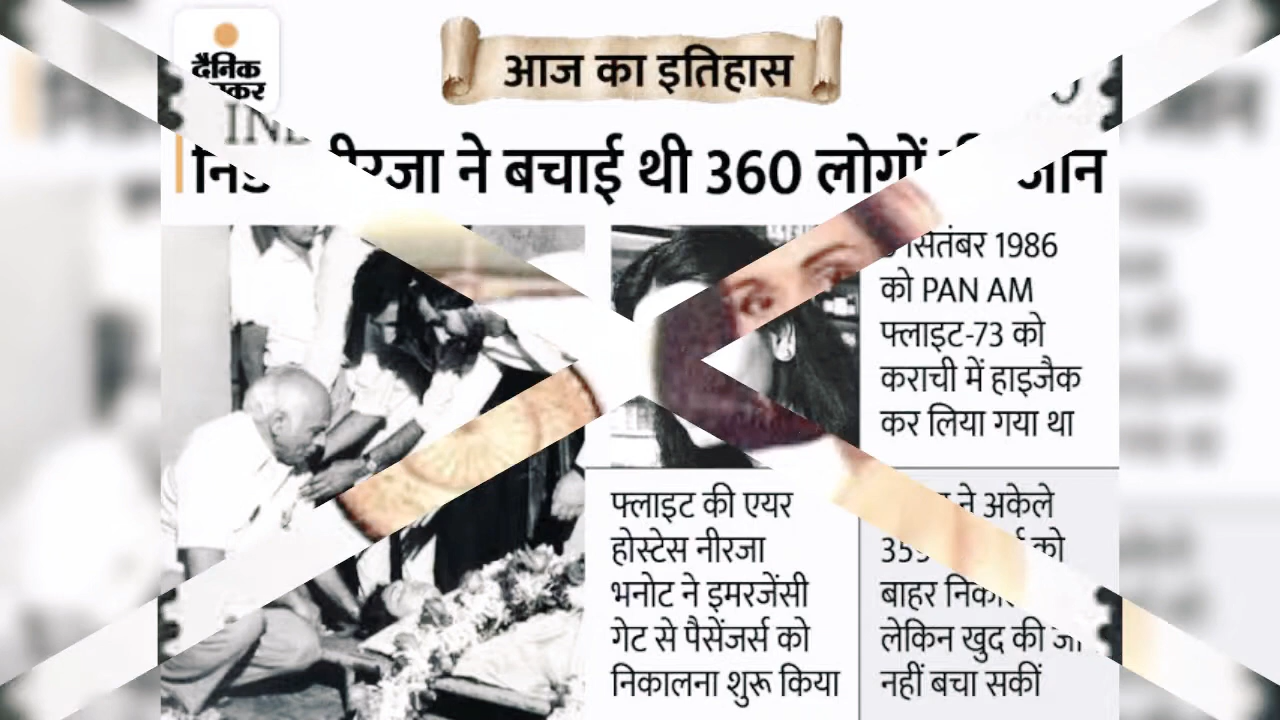 दैनिक
आज का इतिहास
ने बचाई थी 360 लोगों जान
सितंबर 1986
को PAN AM
फ्लाइट-73 को
कराची में हाइजैक
कर लिया गया था
फ्लाइट की एयर
होस्टेस नीरजा
भनोट ने इमरजेंसी
गेट से पैसेंजर्स को
निकालना शुरू किया
ने अकेले
को
बाहर
लेकिन खुद की
नहीं बचा सकीं